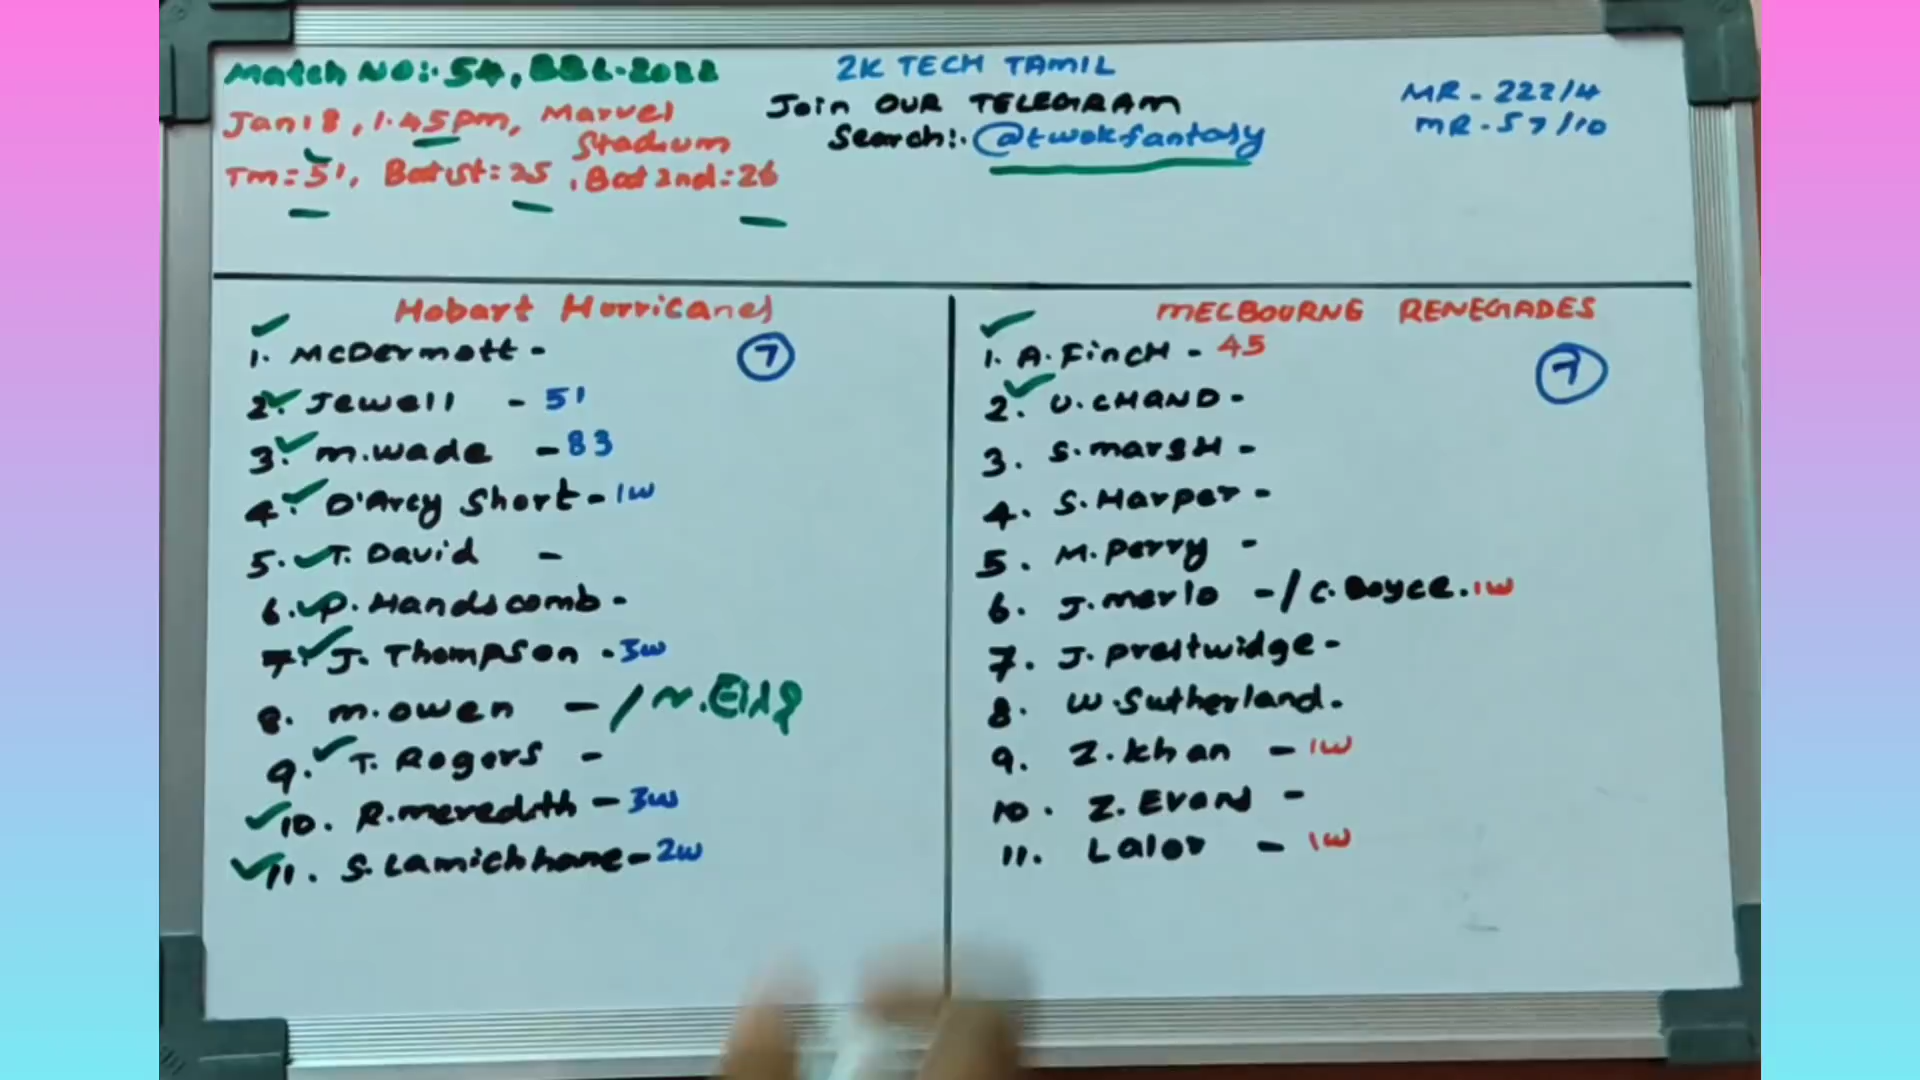 Match NO:- 54, BBL-2022
Jan 18, 1.45pm, Marvel Stadium
Tm = 51, Bat 1st = 25, Bat 2nd = 26
2K TECH TAMIL
Join OUR TELEGRAM
Search:- @twokfantasy
MR - 222/4
MR - 57/10
Hobart Hurricanes
7
1. McDermott -
2. Jewell - 51
3. M.wade - 83
4. D'Arcy Short - 1w
5. T. David -
6. P. Handscomb -
7. J. Thompson - 3w
8. M.owen - / N.Ellis
9. T. Rogers -
10. R.meredith - 3w
11. S. Lamichhane - 2w
MELBOURNE RENEGADES
7
1. A. FincH - 45
2. U. CHAND -
3. S. marsH -
4. S. Harper -
5. M. perry -
6. J. merlo - / C. Boyce. 1w
7. J. prestwidge -
8. W. Sutherland.
9. Z. khan - 1w
10. Z. Evans -
11. Lalor - 1w